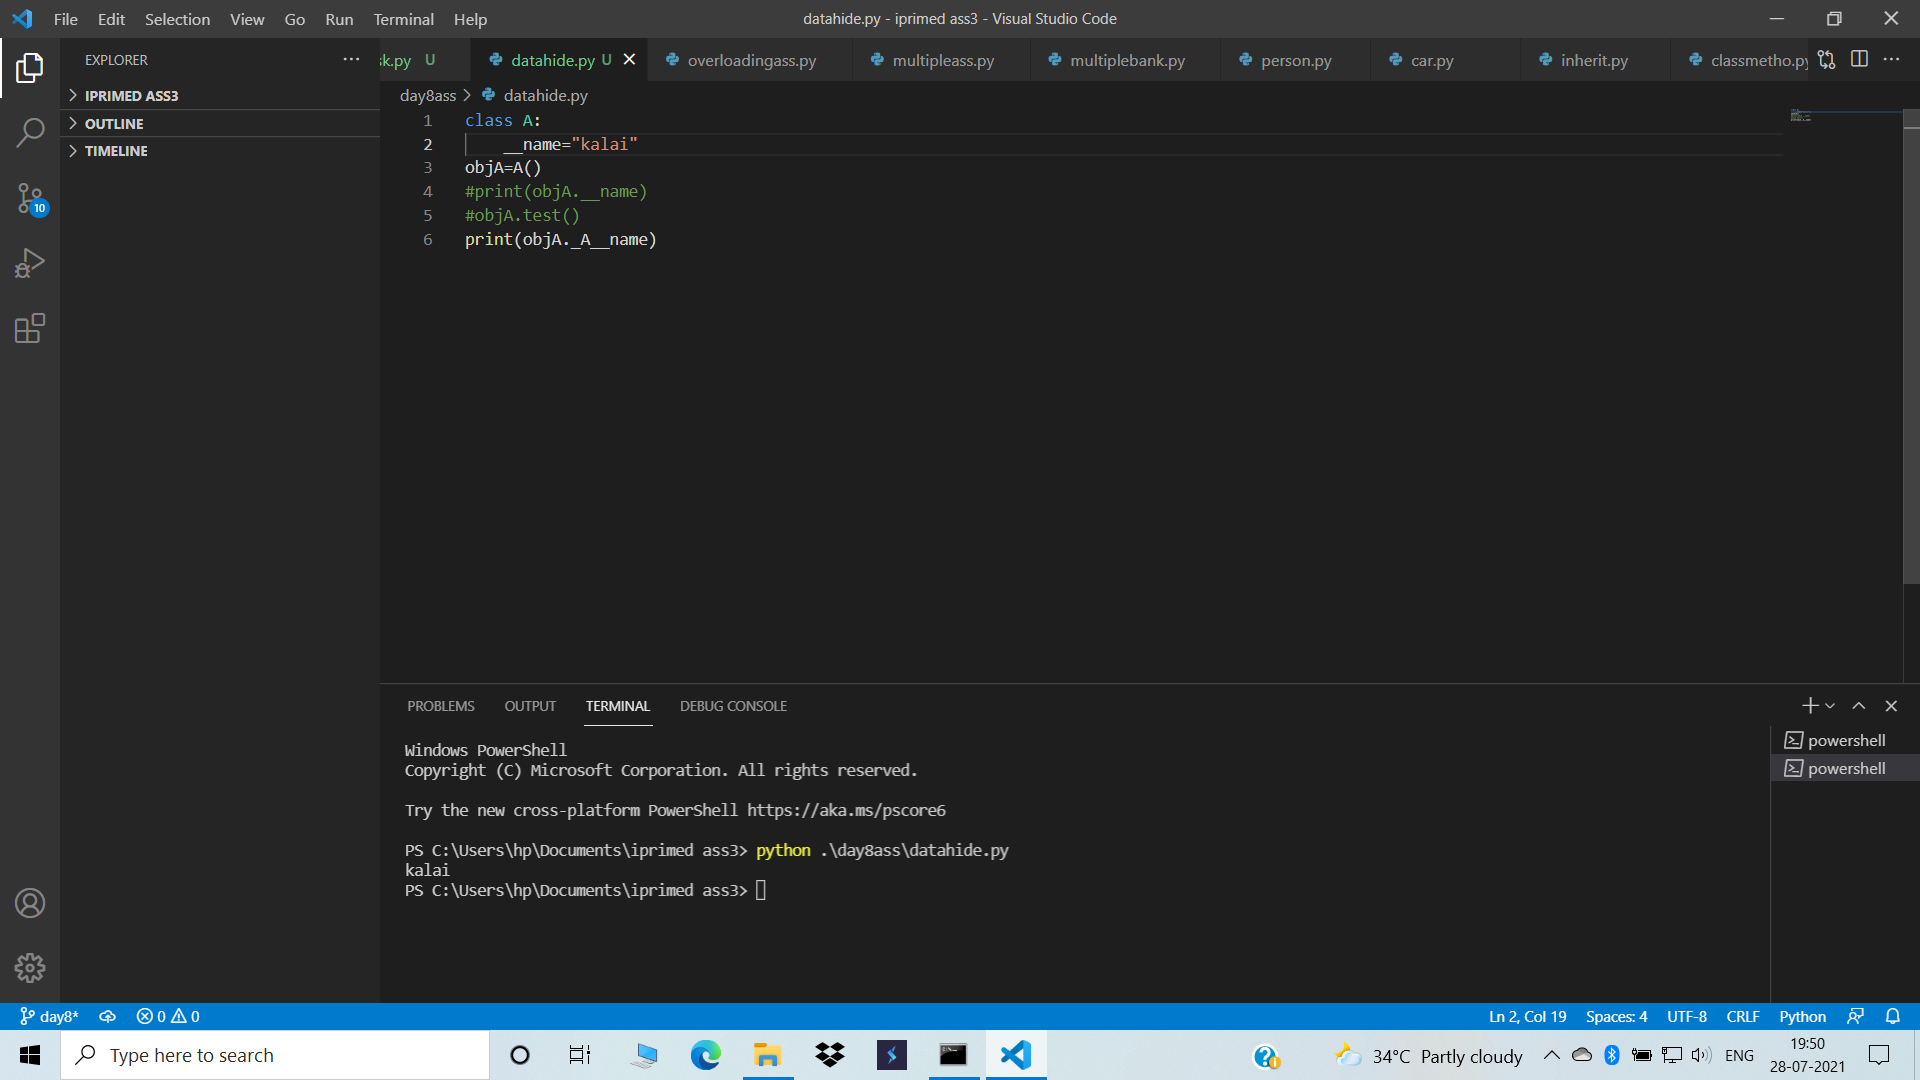 File Edit Selection View Go Run Terminal Help
datahide.py - iprimed ass3 - Visual Studio Code
EXPLORER
sk.py U
datahide.py U
overloadingass.py
multipleass.py
multiplebank.py
person.py
car.py
inherit.py
classmetho.py
IPRIMED ASS3
OUTLINE
TIMELINE
10
day8ass > datahide.py
1 class A:
2     __name="kalai"
3 objA=A()
4 #print(objA.__name)
5 #objA.test()
6 print(objA._A__name)
PROBLEMS OUTPUT TERMINAL DEBUG CONSOLE
powershell
powershell
Windows PowerShell
Copyright (C) Microsoft Corporation. All rights reserved.
Try the new cross-platform PowerShell https://aka.ms/pscore6
PS C:\Users\hp\Documents\iprimed ass3> python .\day8ass\datahide.py
kalai
PS C:\Users\hp\Documents\iprimed ass3>
day8* 0 0
Ln 2, Col 19 Spaces: 4 UTF-8 CRLF Python
Type here to search
34°C Partly cloudy
ENG
19:50
28-07-2021